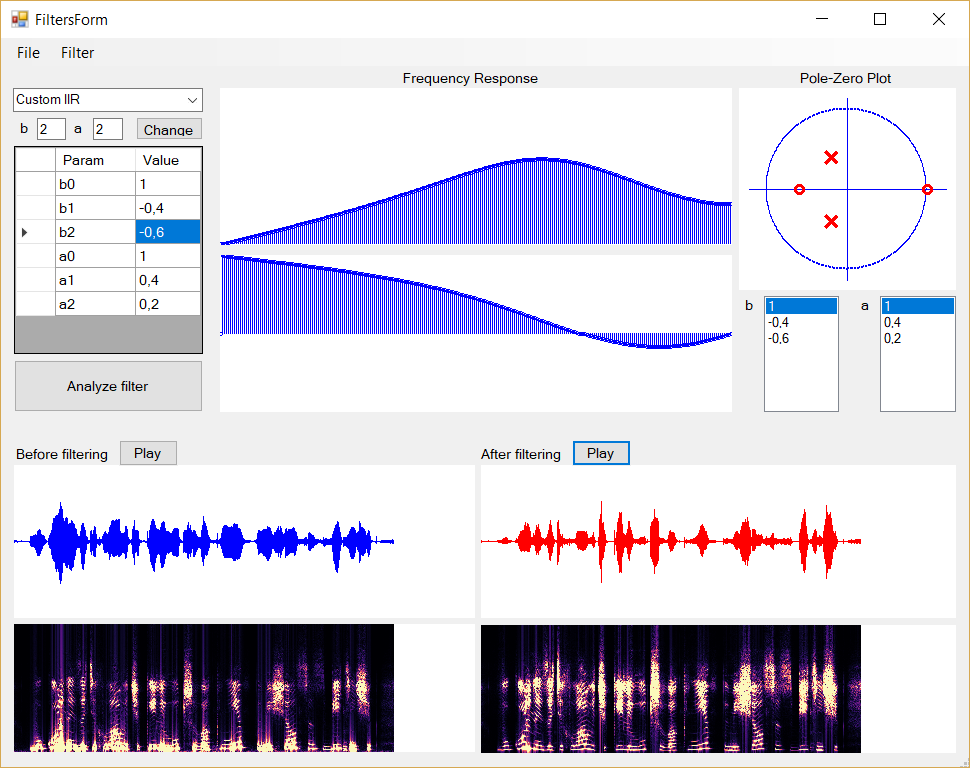 FiltersForm
File Filter
Frequency Response
Pole-Zero Plot
Custom IIR
b 2 a 2 Change
Param Value
b0 1
b1 -0,4
b2 -0,6
a0 1
a1 0,4
a2 0,2
Analyze filter
b 1
-0.4
-0.6
a 1
0.4
0.2
Before filtering Play
After filtering Play